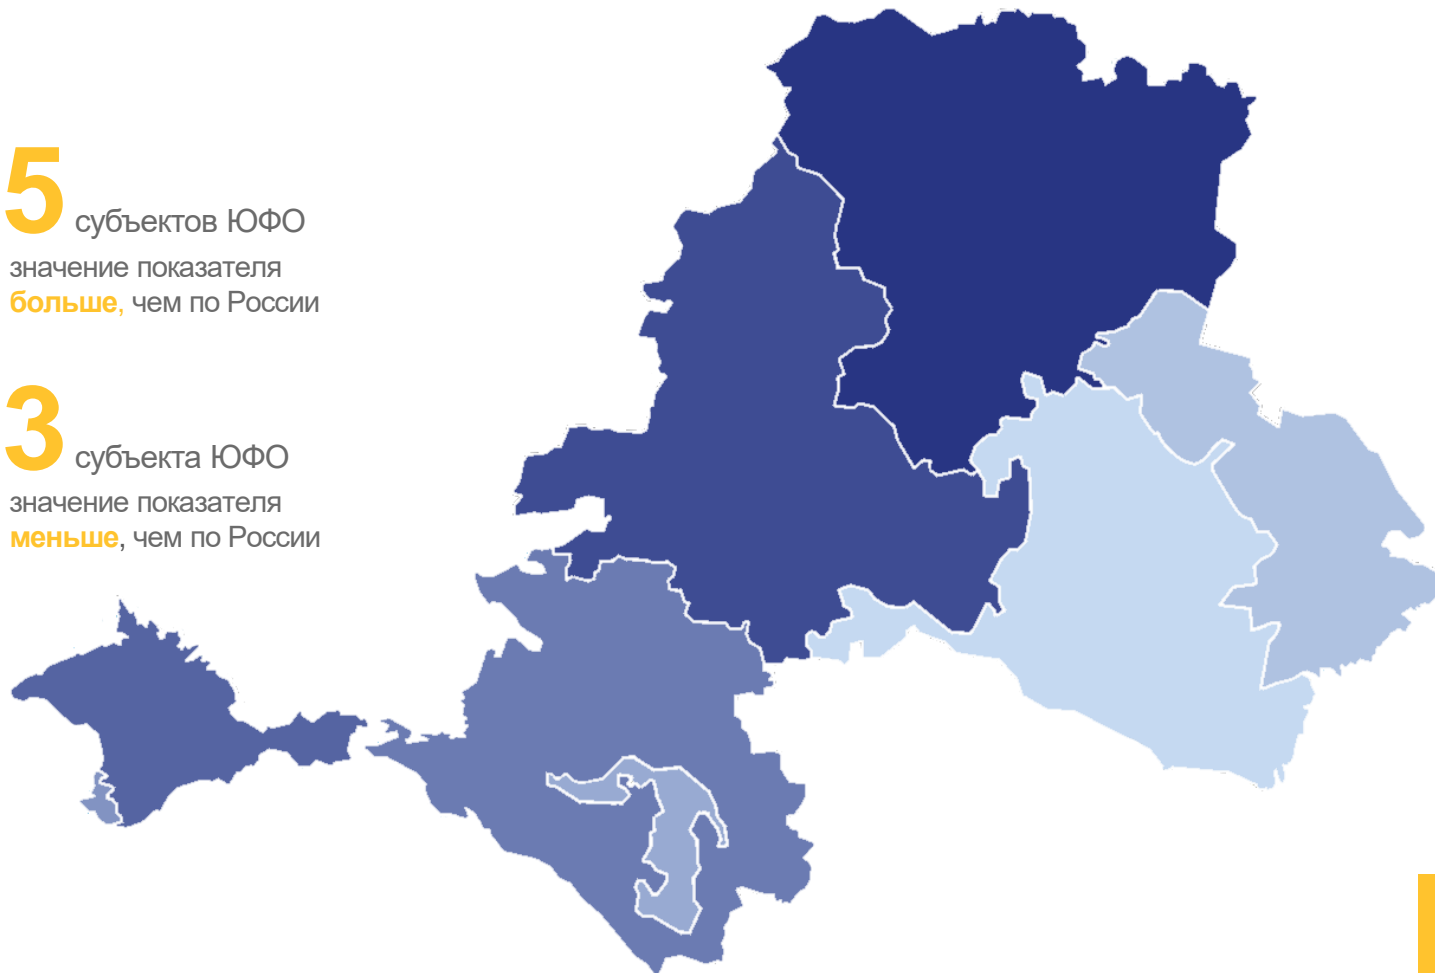 5 субъектов ЮФО
значение показателя
больше, чем по России
3 субъекта ЮФО
значение показателя
меньше, чем по России